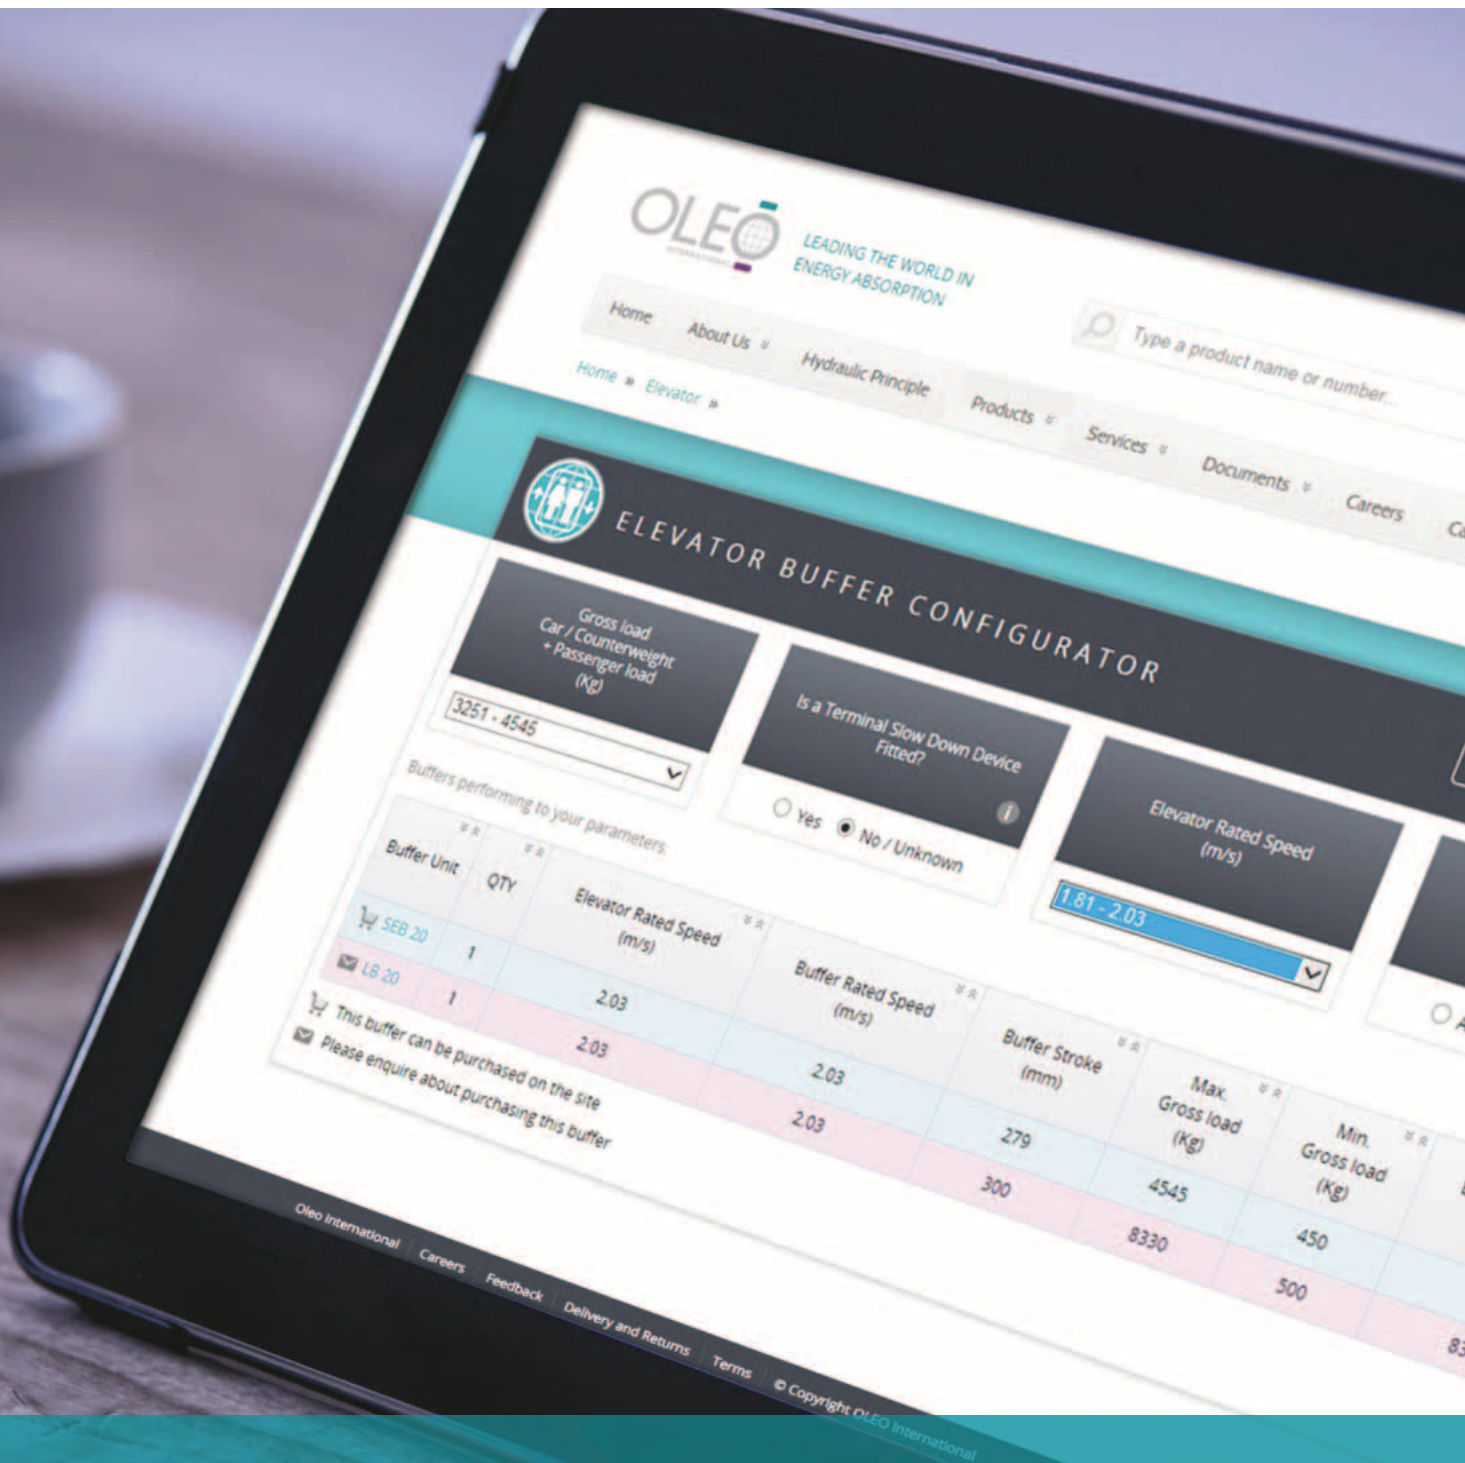 OLEO
INTERNATIONAL
LEADING THE WORLD IN
ENERGY ABSORPTION
Type a product name or number...
Home
About Us
Hydraulic Principle
Products
Services
Documents
Careers
Home » Elevator »
ELEVATOR BUFFER CONFIGURATOR
Gross load
Car / Counterweight
+ Passenger load
(Kg)
3251 - 4545
Is a Terminal Slow Down Device
Fitted?
i
Yes
No / Unknown
Elevator Rated Speed
(m/s)
1.81 - 2.03
Buffers performing to your parameters.
Buffer Unit
QTY
Elevator Rated Speed
(m/s)
Buffer Rated Speed
(m/s)
Buffer Stroke
(mm)
Max.
Gross load
(Kg)
Min.
Gross load
(Kg)
SEB 20 1 2.03 2.03 279 4545 450
LB 20 1 2.03 2.03 300 8330 500
This buffer can be purchased on the site
Please enquire about purchasing this buffer
Oleo International Careers Feedback Delivery and Returns Terms © Copyright OLEO International